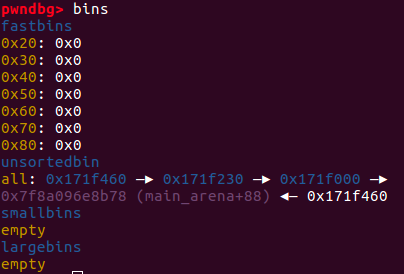 pwndbg> bins
fastbins
0x20: 0x0
0x30: 0x0
0x40: 0x0
0x50: 0x0
0x60: 0x0
0x70: 0x0
0x80: 0x0
unsortedbin
all: 0x171f460 —▸ 0x171f230 —▸ 0x171f000 —▸
0x7f8a096e8b78 (main_arena+88) ◂— 0x171f460
smallbins
empty
largebins
empty